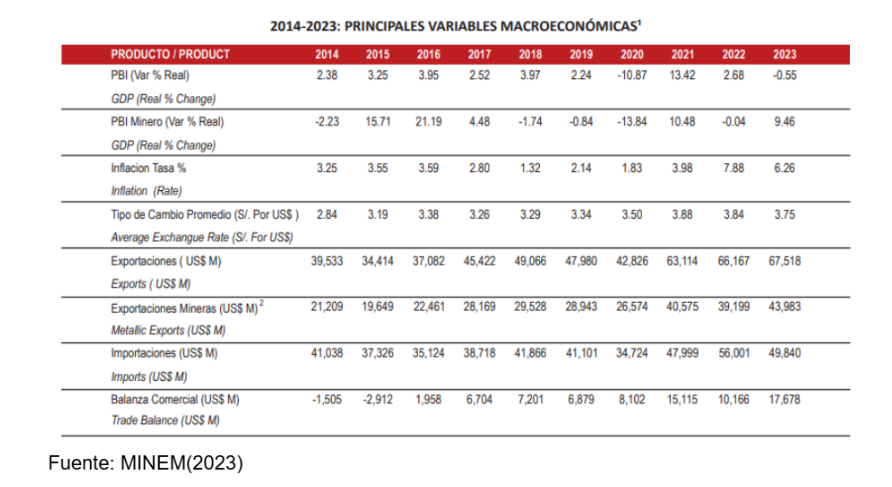 2014-2023: PRINCIPALES VARIABLES MACROECONÓMICAS¹
PRODUCTO / PRODUCT 2014 2015 2016 2017 2018 2019 2020 2021 2022 2023
PBI (Var % Real) 2.38 3.25 3.95 2.52 3.97 2.24 -10.87 13.42 2.68 -0.55
GDP (Real % Change)
PBI Minero (Var % Real) -2.23 15.71 21.19 4.48 -1.74 -0.84 -13.84 10.48 -0.04 9.46
GDP (Real % Change)
Inflacion Tasa % 3.25 3.55 3.59 2.80 1.32 2.14 1.83 3.98 7.88 6.26
Inflation (Rate)
Tipo de Cambio Promedio (S/. Por US$ ) 2.84 3.19 3.38 3.26 3.29 3.34 3.50 3.88 3.84 3.75
Average Exchangue Rate (S/. For US$)
Exportaciones ( US$ M) 39,533 34,414 37,082 45,422 49,066 47,980 42,826 63,114 66,167 67,518
Exports ( US$ M)
Exportaciones Mineras (US$ M) ² 21,209 19,649 22,461 28,169 29,528 28,943 26,574 40,575 39,199 43,983
Metallic Exports (US$ M)
Importaciones (US$ M) 41,038 37,326 35,124 38,718 41,866 41,101 34,724 47,999 56,001 49,840
Imports (US$ M)
Balanza Comercial (US$ M) -1,505 -2,912 1,958 6,704 7,201 6,879 8,102 15,115 10,166 17,678
Trade Balance (US$ M)
Fuente: MINEM(2023)